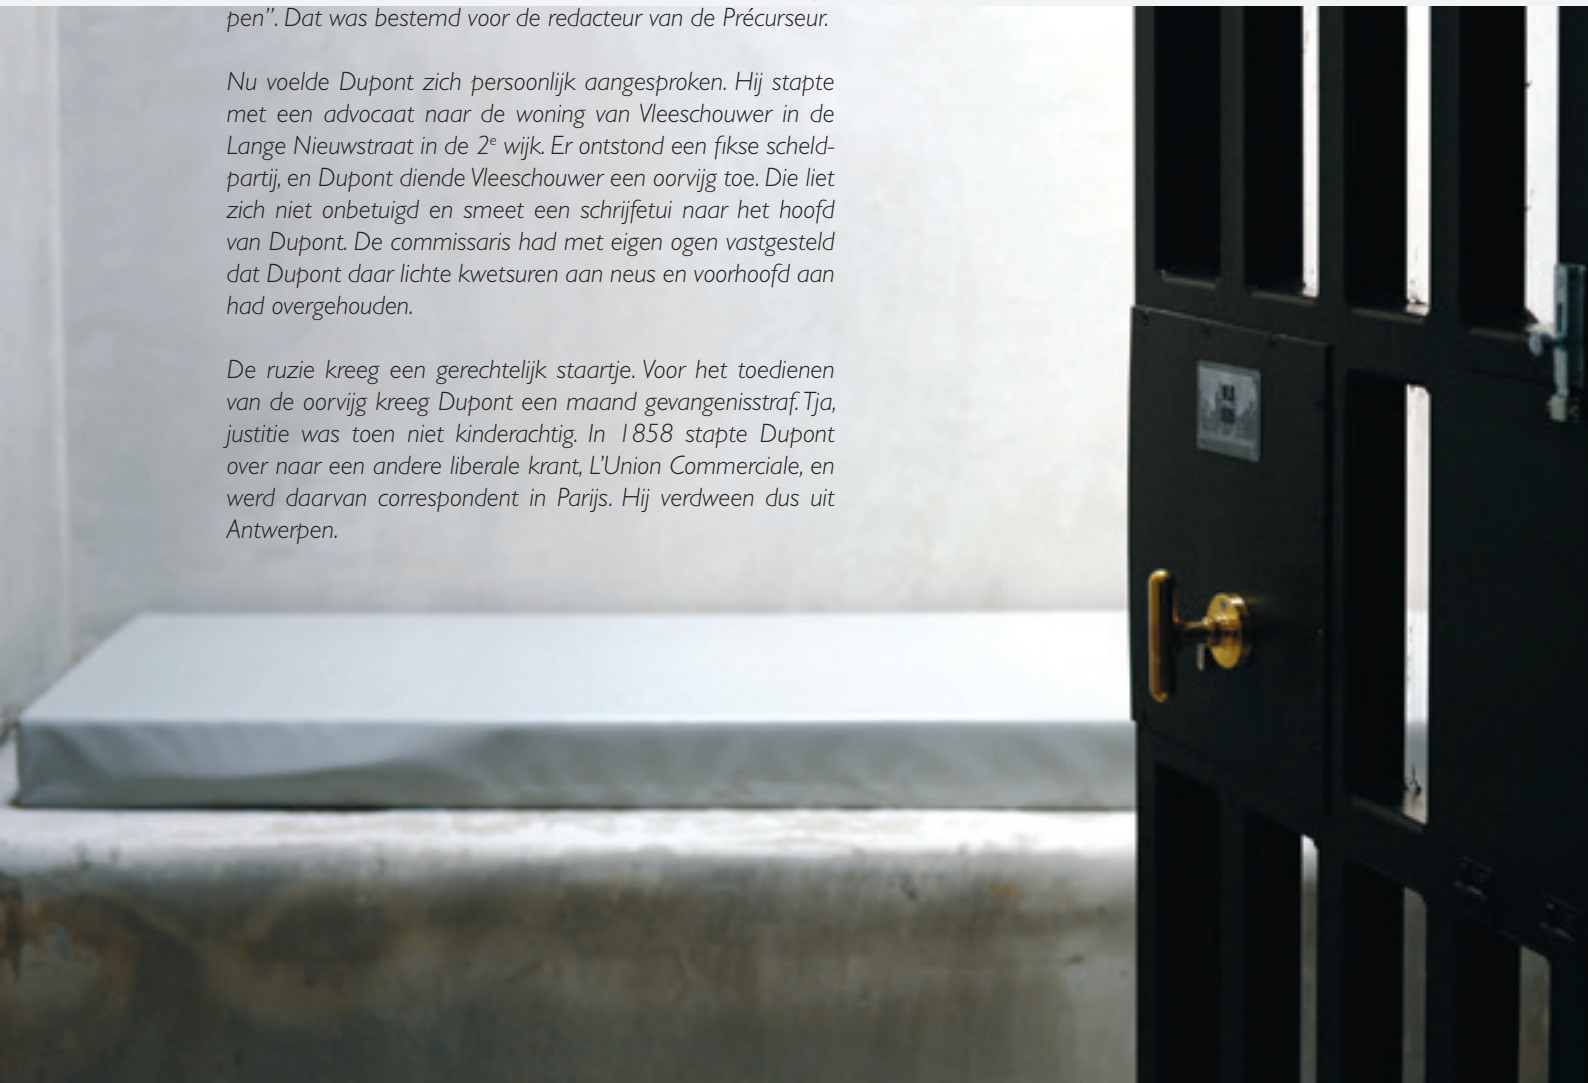 pen”. Dat was bestemd voor de redacteur van de Précurseur.
Nu voelde Dupont zich persoonlijk aangesproken. Hij stapte
met een advocaat naar de woning van Vleeschouwer in de
Lange Nieuwstraat in de 2e wijk. Er ontstond een fikse scheld-
partij, en Dupont diende Vleeschouwer een oorvijg toe. Die liet
zich niet onbetuigd en smeet een schrijfetui naar het hoofd
van Dupont. De commissaris had met eigen ogen vastgesteld
dat Dupont daar lichte kwetsuren aan neus en voorhoofd aan
had overgehouden.
De ruzie kreeg een gerechtelijk staartje. Voor het toedienen
van de oorvijg kreeg Dupont een maand gevangenisstraf. Tja,
justitie was toen niet kinderachtig. In 1858 stapte Dupont
over naar een andere liberale krant, L’Union Commerciale, en
werd daarvan correspondent in Parijs. Hij verdween dus uit
Antwerpen.